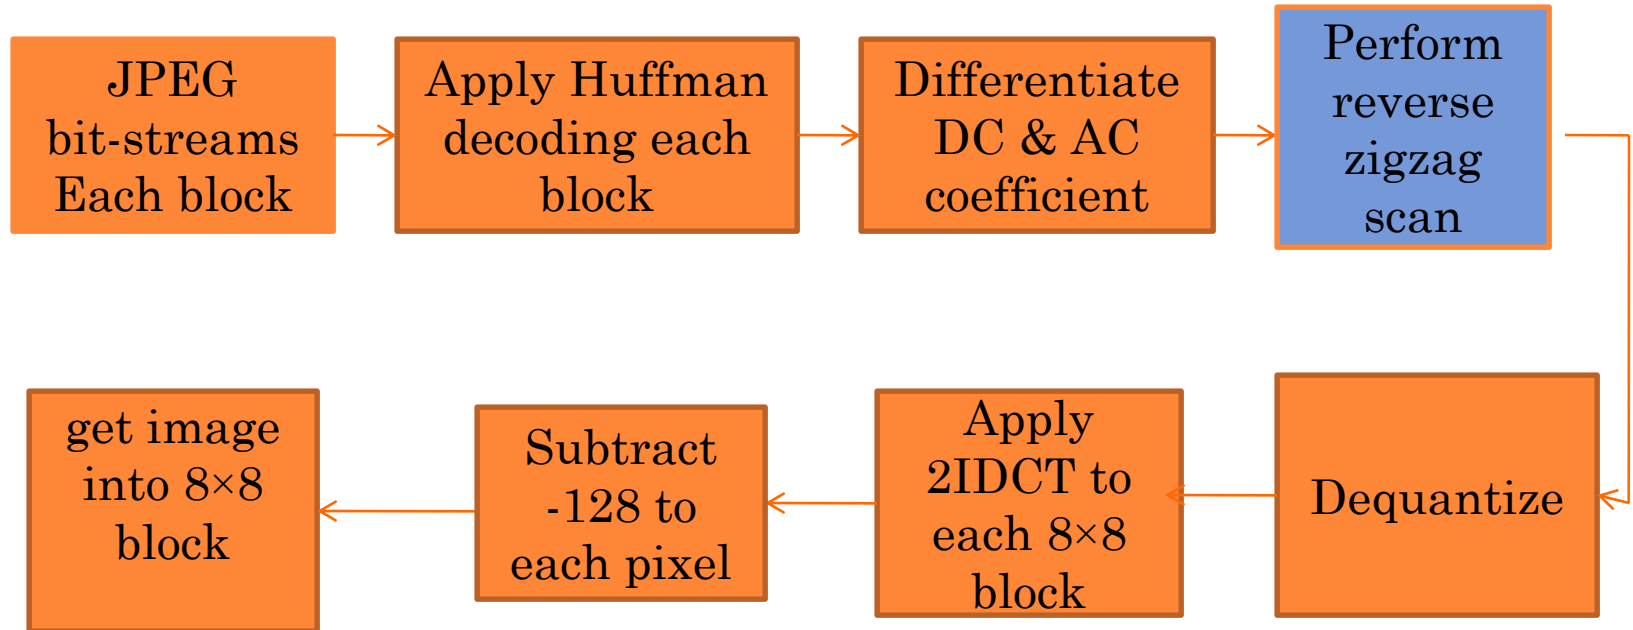 JPEG
bit-streams
Each block
Apply Huffman
decoding each
block
Differentiate
DC & AC
coefficient
Perform
reverse
zigzag
scan
Dequantize
Apply
2IDCT to
each 8×8
block
Subtract
-128 to
each pixel
get image
into 8×8
block